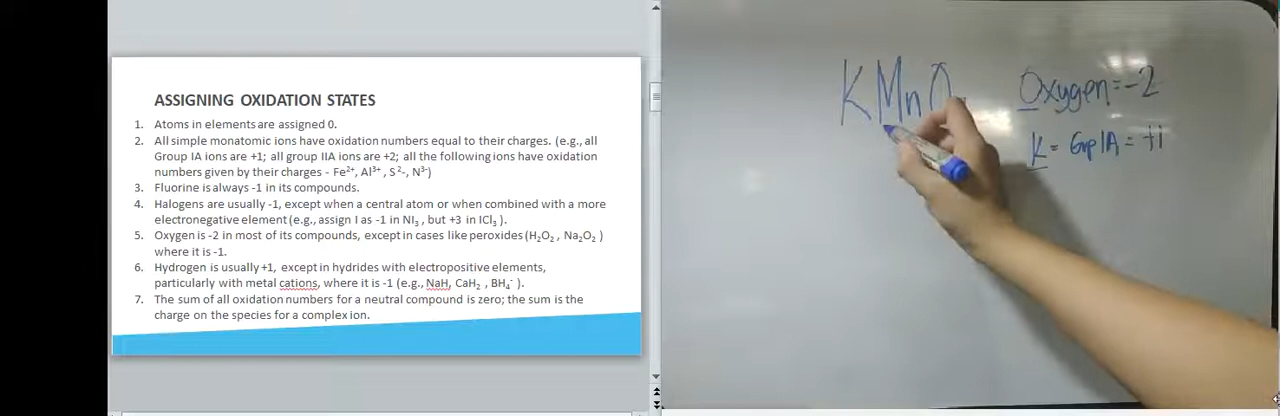 ASSIGNING OXIDATION STATES
1. Atoms in elements are assigned 0.
2. All simple monatomic ions have oxidation numbers equal to their charges. (e.g., all
Group IA ions are +1; all group IIA ions are +2; all the following ions have oxidation
numbers given by their charges - Fe²⁺, Al³⁺ , S²-, N³⁻)
3. Fluorine is always -1 in its compounds.
4. Halogens are usually -1, except when a central atom or when combined with a more
electronegative element (e.g., assign I as -1 in NI₃ , but +3 in ICl₃ ).
5. Oxygen is -2 in most of its compounds, except in cases like peroxides (H₂O₂ , Na₂O₂ )
where it is -1.
6. Hydrogen is usually +1, except in hydrides with electropositive elements,
particularly with metal cations, where it is -1 (e.g., NaH, CaH₂ , BH₄⁻ ).
7. The sum of all oxidation numbers for a neutral compound is zero; the sum is the
charge on the species for a complex ion.
KMnO
Oxygen = -2
K = Grp IA = +1